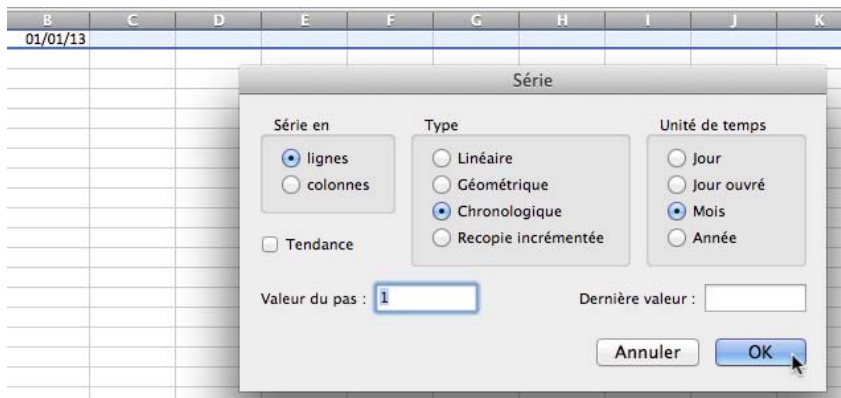 B C D E F G H I J K
01/01/13
Série
Série en
lignes
colonnes
Tendance
Type
Linéaire
Géométrique
Chronologique
Recopie incrémentée
Unité de temps
Jour
Jour ouvré
Mois
Année
Valeur du pas : 1
Dernière valeur :
Annuler
OK